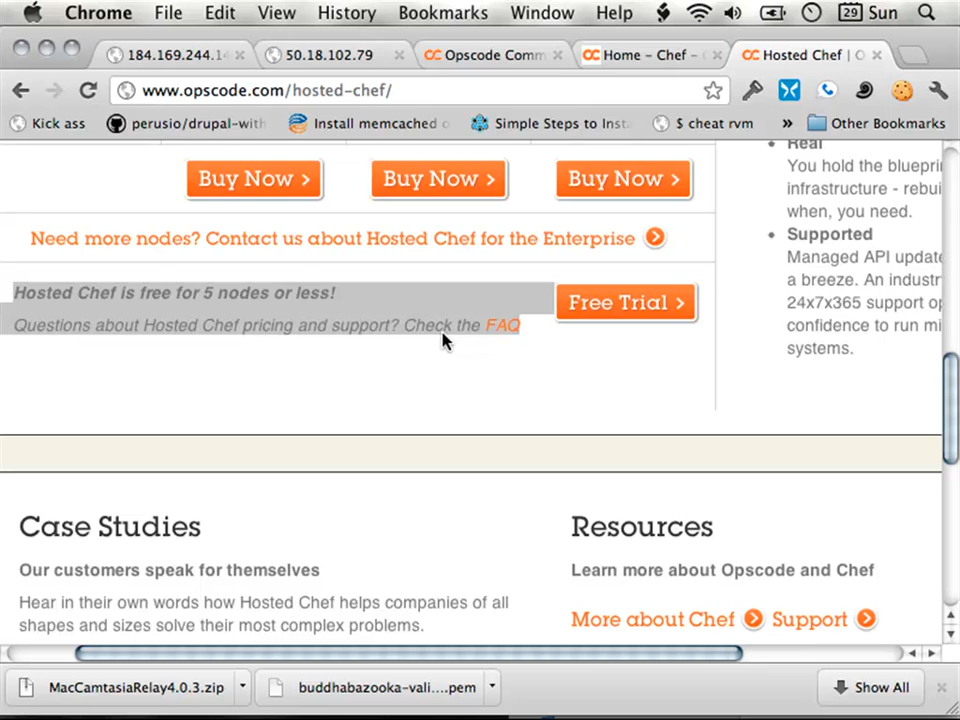 Chrome File Edit View History Bookmarks Window Help 29 Sun
184.169.244.1
50.18.102.79
Opscode Comm
Home – Chef –
Hosted Chef | O
www.opscode.com/hosted-chef/
Kick ass
perusio/drupal-with
Install memcached o
Simple Steps to Inst
$ cheat rvm
»
Other Bookmarks
Buy Now >
Buy Now >
Buy Now >
Need more nodes? Contact us about Hosted Chef for the Enterprise
Hosted Chef is free for 5 nodes or less!
Free Trial >
Questions about Hosted Chef pricing and support? Check the FAQ
Real
You hold the blueprin
infrastructure - rebui
when, you need.
Supported
Managed API update
a breeze. An industr
24x7x365 support op
confidence to run mi
systems.
Case Studies
Our customers speak for themselves
Hear in their own words how Hosted Chef helps companies of all
shapes and sizes solve their most complex problems.
Resources
Learn more about Opscode and Chef
More about Chef
Support
MacCamtasiaRelay4.0.3.zip
buddhabazooka-vali....pem
Show All